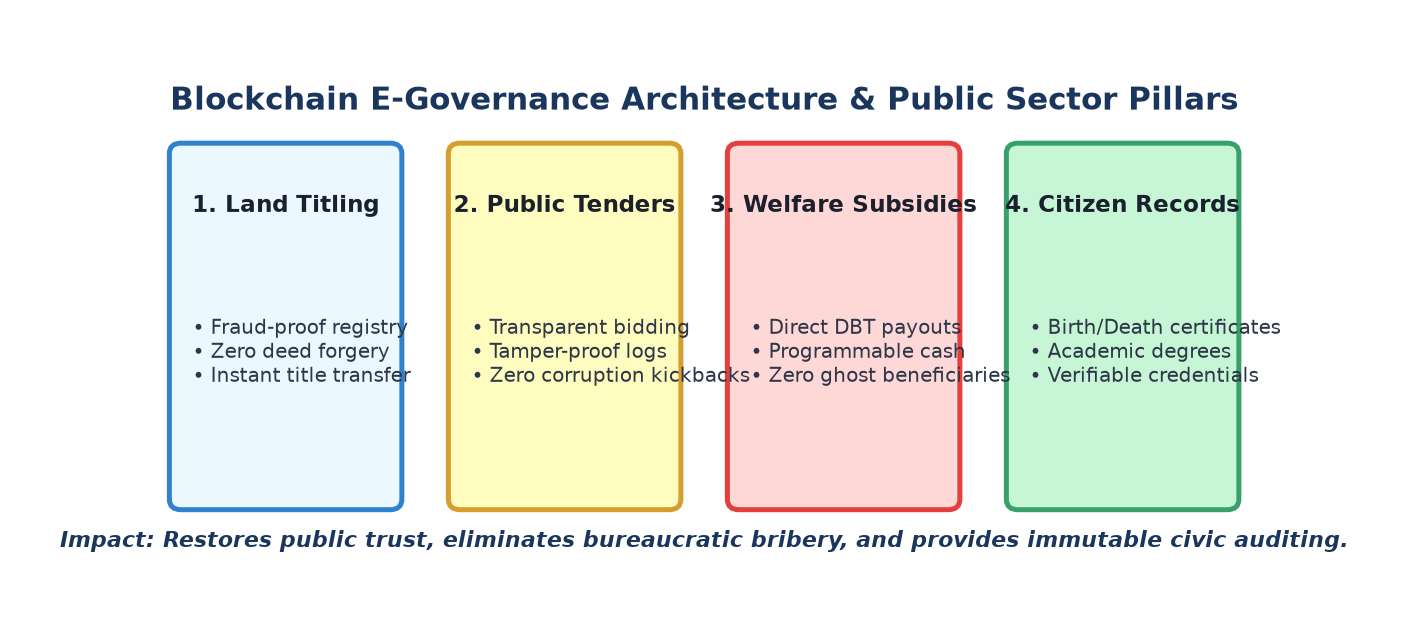 Blockchain E-Governance Architecture & Public Sector Pillars
1. Land Titling
• Fraud-proof registry
• Zero deed forgery
• Instant title transfer
2. Public Tenders
• Transparent bidding
• Tamper-proof logs
• Zero corruption kickbacks
3. Welfare Subsidies
• Direct DBT payouts
• Programmable cash
• Zero ghost beneficiaries
4. Citizen Records
• Birth/Death certificates
• Academic degrees
• Verifiable credentials
Impact: Restores public trust, eliminates bureaucratic bribery, and provides immutable civic auditing.